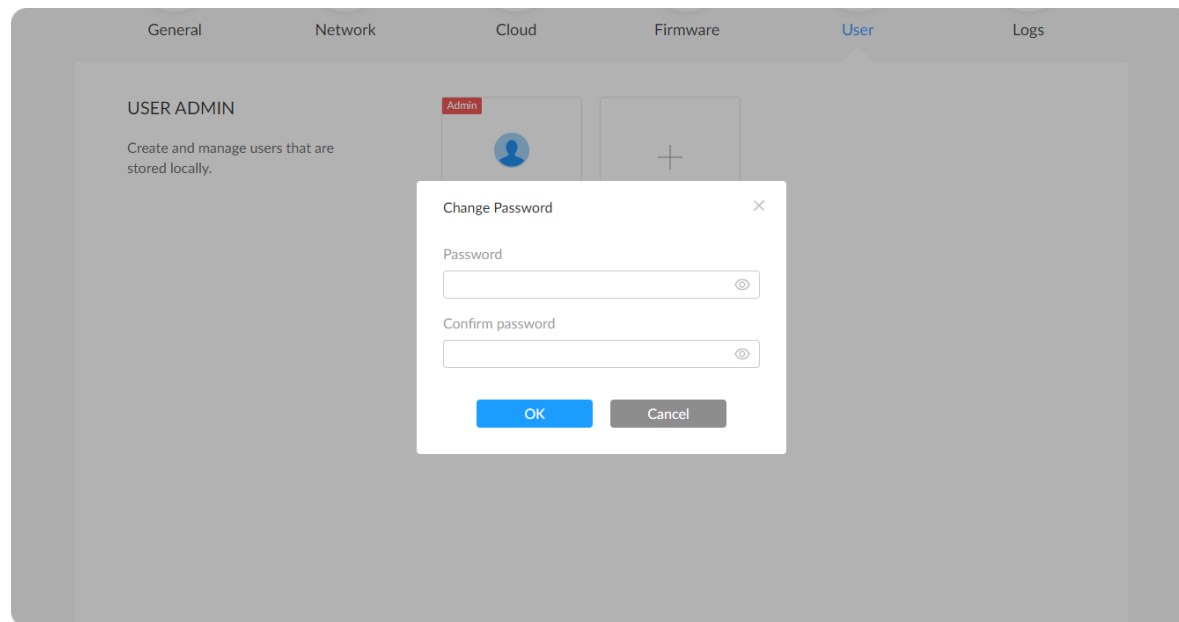 General
Network
Cloud
Firmware
User
Logs
USER ADMIN
Create and manage users that are
stored locally.
Admin
Change Password
Password
Confirm password
OK
Cancel